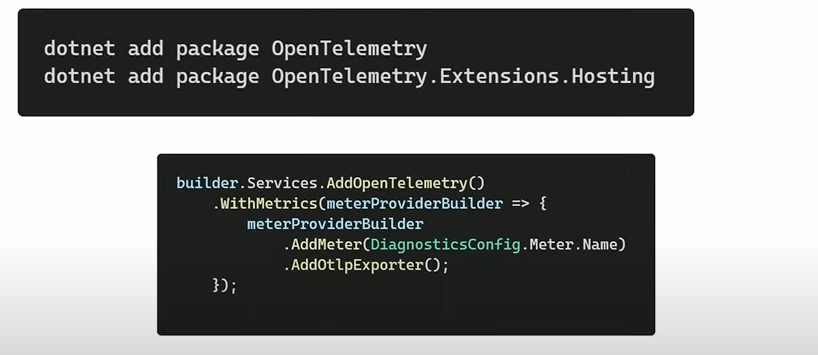 dotnet add package OpenTelemetry
dotnet add package OpenTelemetry.Extensions.Hosting
builder.Services.AddOpenTelemetry()
.WithMetrics(meterProviderBuilder => {
meterProviderBuilder
.AddMeter(DiagnosticsConfig.Meter.Name)
.AddOtlpExporter();
});